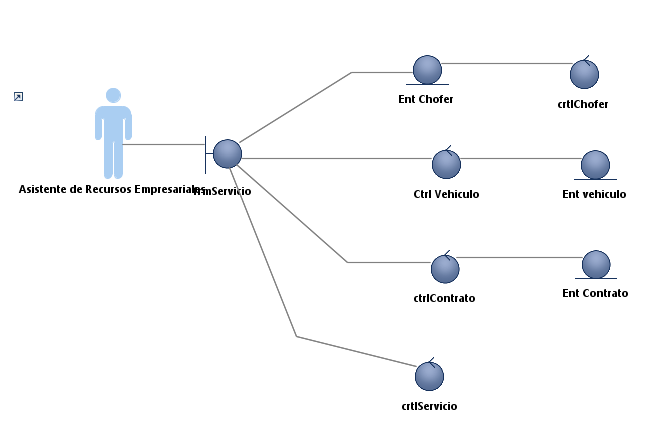 Ent Chofer
crtlChofer
Asistente de Recursos Empresariales
frmServicio
Ctrl Vehiculo
Ent vehiculo
ctrlContrato
Ent Contrato
crtlServicio